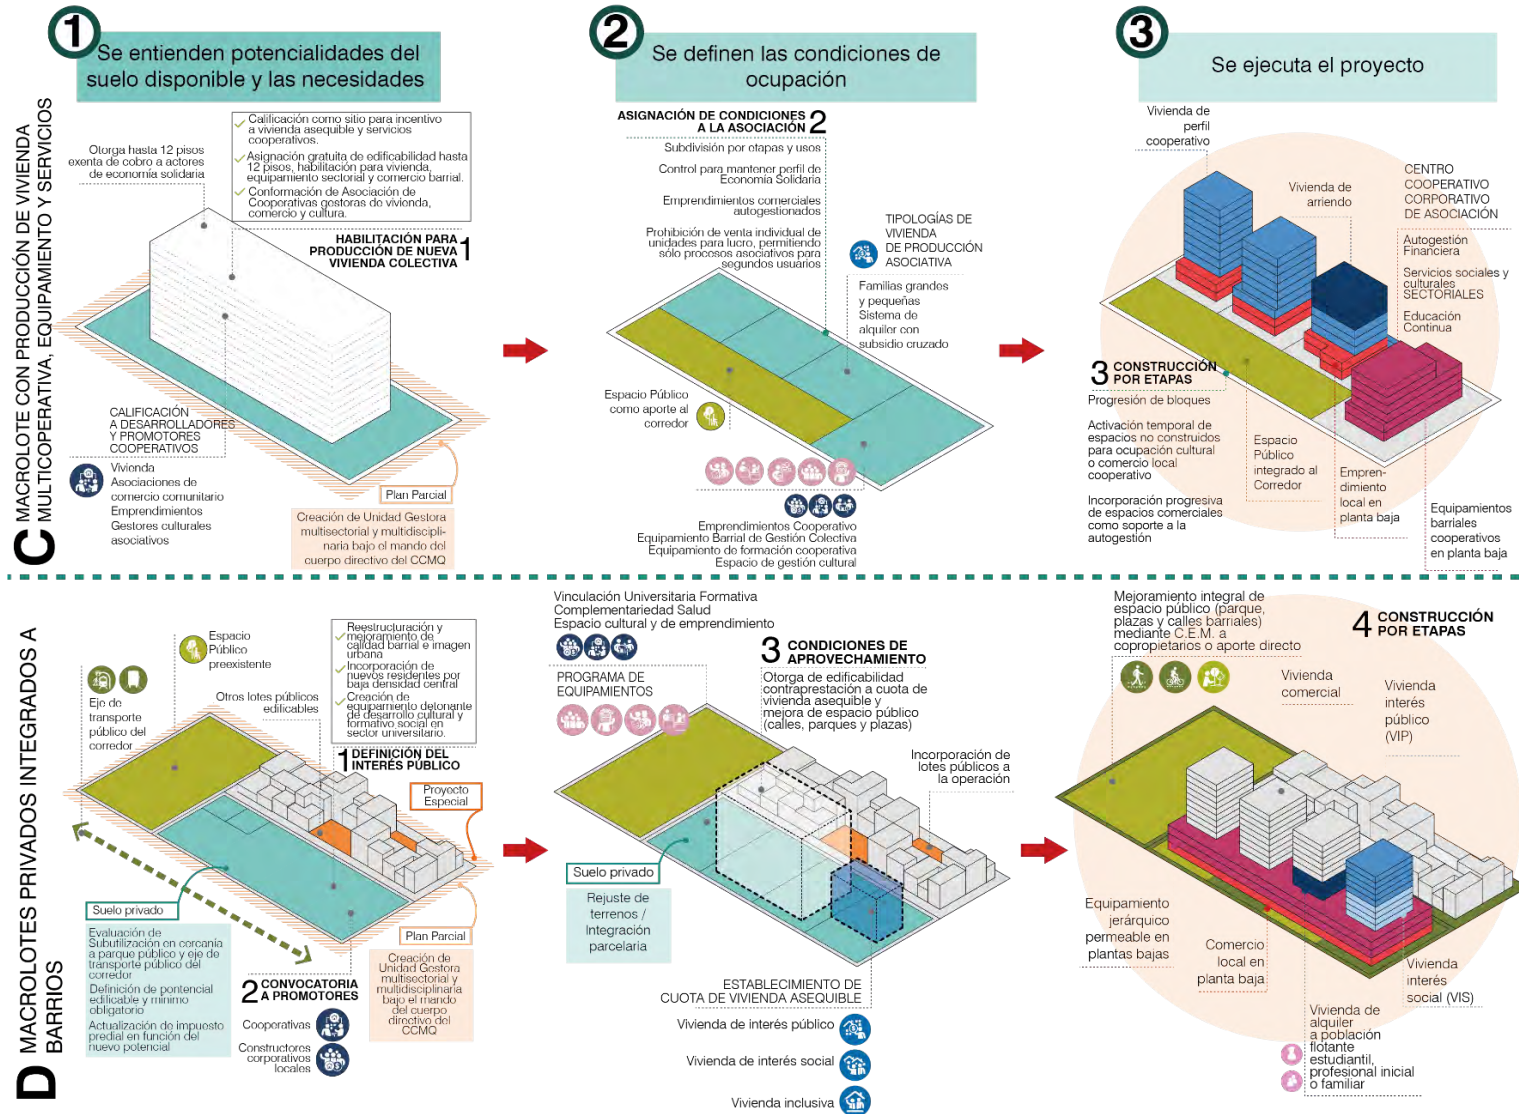 1
Se entienden potencialidades del
suelo disponible y las necesidades
2
Se definen las condiciones de
ocupación
3
Se ejecuta el proyecto
C MACROLOTE CON PRODUCCIÓN DE VIVIENDA
MULTICOPERATIVA, EQUIPAMIENTO Y SERVICIOS
Otorga hasta 12 pisos
exenta de cobro a actores
de economía solidaria
Calificación como sitio para incentivo
a vivienda asequible y servicios
cooperativos.
Asignación gratuita de edificabilidad hasta
12 pisos, habilitación para vivienda,
equipamiento sectorial y comercio barrial.
Conformación de Asociación de
Cooperativas gestoras de vivienda,
comercio y cultura.
HABILITACIÓN PARA
PRODUCCIÓN DE NUEVA
VIVIENDA COLECTIVA
1
CALIFICACIÓN
A DESARROLLADORES
Y PROMOTORES
COOPERATIVOS
Vivienda
Asociaciones de
comercio comunitario
Emprendimientos
Gestores culturales
asociativos
Plan Parcial
Creación de Unidad Gestora
multisectorial y multidiscipli-
naria bajo el mando del
cuerpo directivo del CCMQ
ASIGNACIÓN DE CONDICIONES
A LA ASOCIACIÓN
2
Subdivisión por etapas y usos
Control para mantener perfil de
Economía Solidaria
Emprendimientos comerciales
autogestionados
Prohibición de venta individual de
unidades para lucro, permitiendo
sólo procesos asociativos para
segundos usuarios
TIPOLOGÍAS DE
VIVIENDA
DE PRODUCCIÓN
ASOCIATIVA
Familias grandes
y pequeñas
Sistema de
alquiler con
subsidio cruzado
Espacio Público
como aporte al
corredor
Emprendimientos Cooperativo
Equipamiento Barrial de Gestión Colectiva
Equipamiento de formación cooperativa
Espacio de gestión cultural
Vivienda de
perfil
cooperativo
Vivienda de
arriendo
CENTRO
COOPERATIVO
CORPORATIVO
DE ASOCIACIÓN
Autogestión
Financiera
Servicios sociales y
culturales
SECTORIALES
Educación
Continua
3 CONSTRUCCIÓN
POR ETAPAS
Progresión de bloques
Activación temporal de
espacios no construidos
para ocupación cultural
o comercio local
cooperativo
Incorporación progresiva
de espacios comerciales
como soporte a la
autogestión
Espacio
Público
integrado al
Corredor
Empren-
dimiento
local en
planta baja
Equipamientos
barriales
cooperativos
en planta baja
D MACROLOTES PRIVADOS INTEGRADOS A
BARRIOS
Espacio
Público
preexistente
Eje de
transporte
público del
corredor
Otros lotes públicos
edificables
Reestructuración y
mejoramiento de
calidad barrial e imagen
urbana
Incorporación de
nuevos residentes por
baja densidad central
Creación de
equipamiento detonante
de desarrollo cultural y
formativo social en
sector universitario.
1 DEFINICIÓN DEL
INTERÉS PÚBLICO
Proyecto
Especial
Suelo privado
Evaluación de
Subutilización en cercanía
a parque público y eje de
transporte público del
corredor
Definición de pontencial
edificable y mínimo
obligatorio
Actualización de impuesto
predial en función del
nuevo potencial
2 CONVOCATORIA
A PROMOTORES
Cooperativas
Constructores
corporativos
locales
Plan Parcial
Creación de
Unidad Gestora
multisectorial y
multidisciplinaria
bajo el mando
del cuerpo
directivo del
CCMQ
Vinculación Universitaria Formativa
Complementariedad Salud
Espacio cultural y de emprendimiento
PROGRAMA DE
EQUIPAMIENTOS
3 CONDICIONES DE
APROVECHAMIENTO
Otorga de edificabilidad
contraprestación a cuota de
vivienda asequible y
mejora de espacio público
(calles, parques y plazas)
Incorporación de
lotes públicos a
la operación
Suelo privado
Rejuste de
terrenos /
Integración
parcelaria
ESTABLECIMIENTO DE
CUOTA DE VIVIENDA ASEQUIBLE
Vivienda de interés público
Vivienda de interés social
Vivienda inclusiva
Mejoramiento integral de
espacio público (parque,
plazas y calles barriales)
mediante C.E.M. a
copropietarios o aporte directo
4 CONSTRUCCIÓN
POR ETAPAS
Vivienda
comercial
Vivienda
interés
público
(VIP)
Equipamiento
jerárquico
permeable en
plantas bajas
Comercio
local en
planta baja
Vivienda
interés
social (VIS)
Vivienda de
alquiler
a población
flotante
estudiantil,
profesional inicial
o familiar